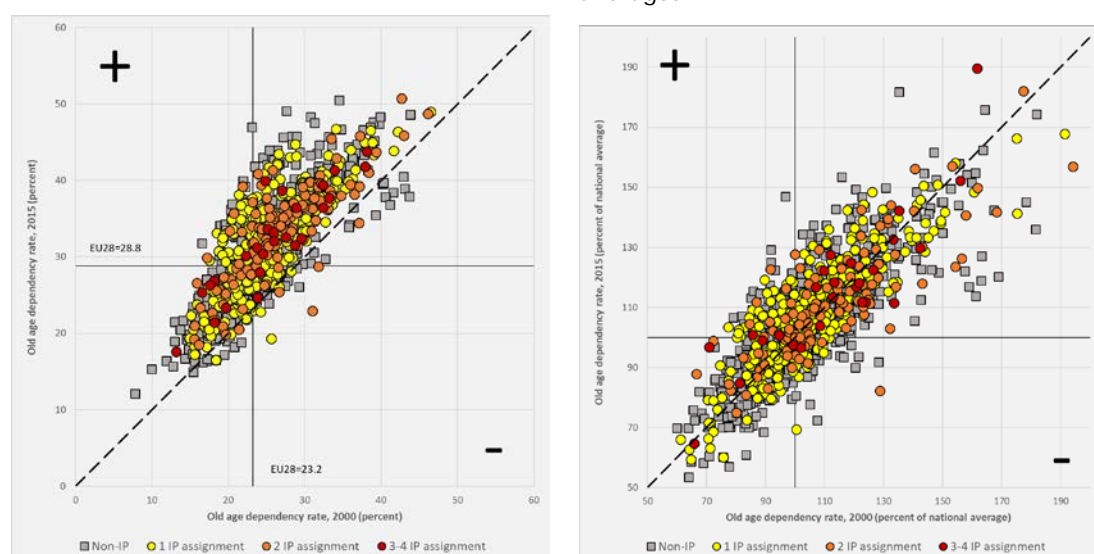 60
50
40
30
20
10
0
Old age dependency rate, 2015 (percent)
+
EU28=28.8
EU28=23.2
-
0 10 20 30 40 50 60
Old age dependency rate, 2000 (percent)
Non-IP 1 IP assignment 2 IP assignment 3-4 IP assignment
190
170
150
130
110
90
70
50
Old age dependency rate, 2015 (percent of national average)
+
-
50 70 90 110 130 150 170 190
Old age dependency rate, 2000 (percent of national average)
Non-IP 1 IP assignment 2 IP assignment 3-4 IP assignment